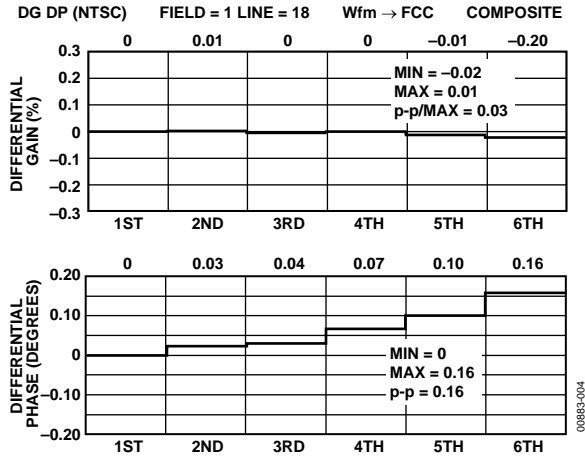 DG DP (NTSC) FIELD = 1 LINE = 18 Wfm → FCC COMPOSITE
0 0.01 0 0 –0.01 –0.20
DIFFERENTIAL
GAIN (%)
0.3
0.2
0.1
0
–0.1
–0.2
–0.3
MIN = –0.02
MAX = 0.01
p-p/MAX = 0.03
1ST 2ND 3RD 4TH 5TH 6TH
0 0.03 0.04 0.07 0.10 0.16
DIFFERENTIAL
PHASE (DEGREES)
0.20
0.10
0
–0.10
–0.20
MIN = 0
MAX = 0.16
p-p = 0.16
1ST 2ND 3RD 4TH 5TH 6TH
00883-004